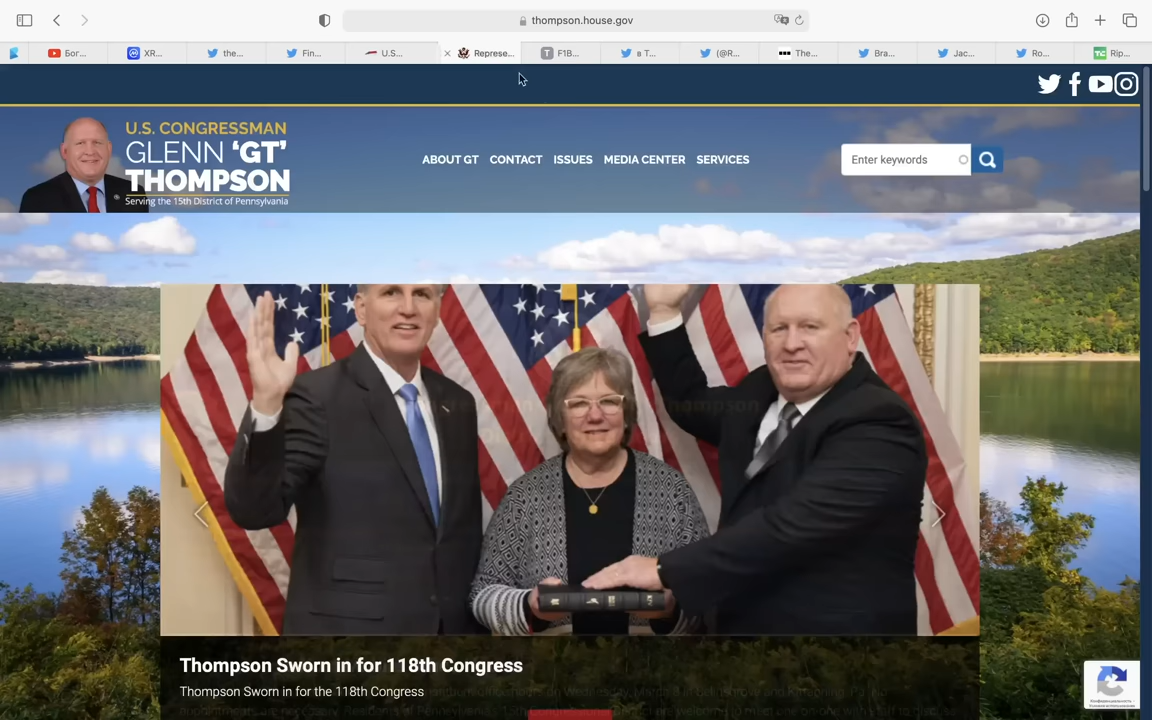 thompson.house.gov
Бог...
XR...
the...
Fin...
U.S...
Represe...
F1B...
в T...
(@R...
The...
Bra...
Jac...
Ro...
Rip...
U.S. CONGRESSMAN
GLENN ‘GT’
THOMPSON
Serving the 15th District of Pennsylvania
ABOUT GT CONTACT ISSUES MEDIA CENTER SERVICES
Enter keywords
Thompson Sworn in for 118th Congress
Thompson Sworn in for the 118th Congress